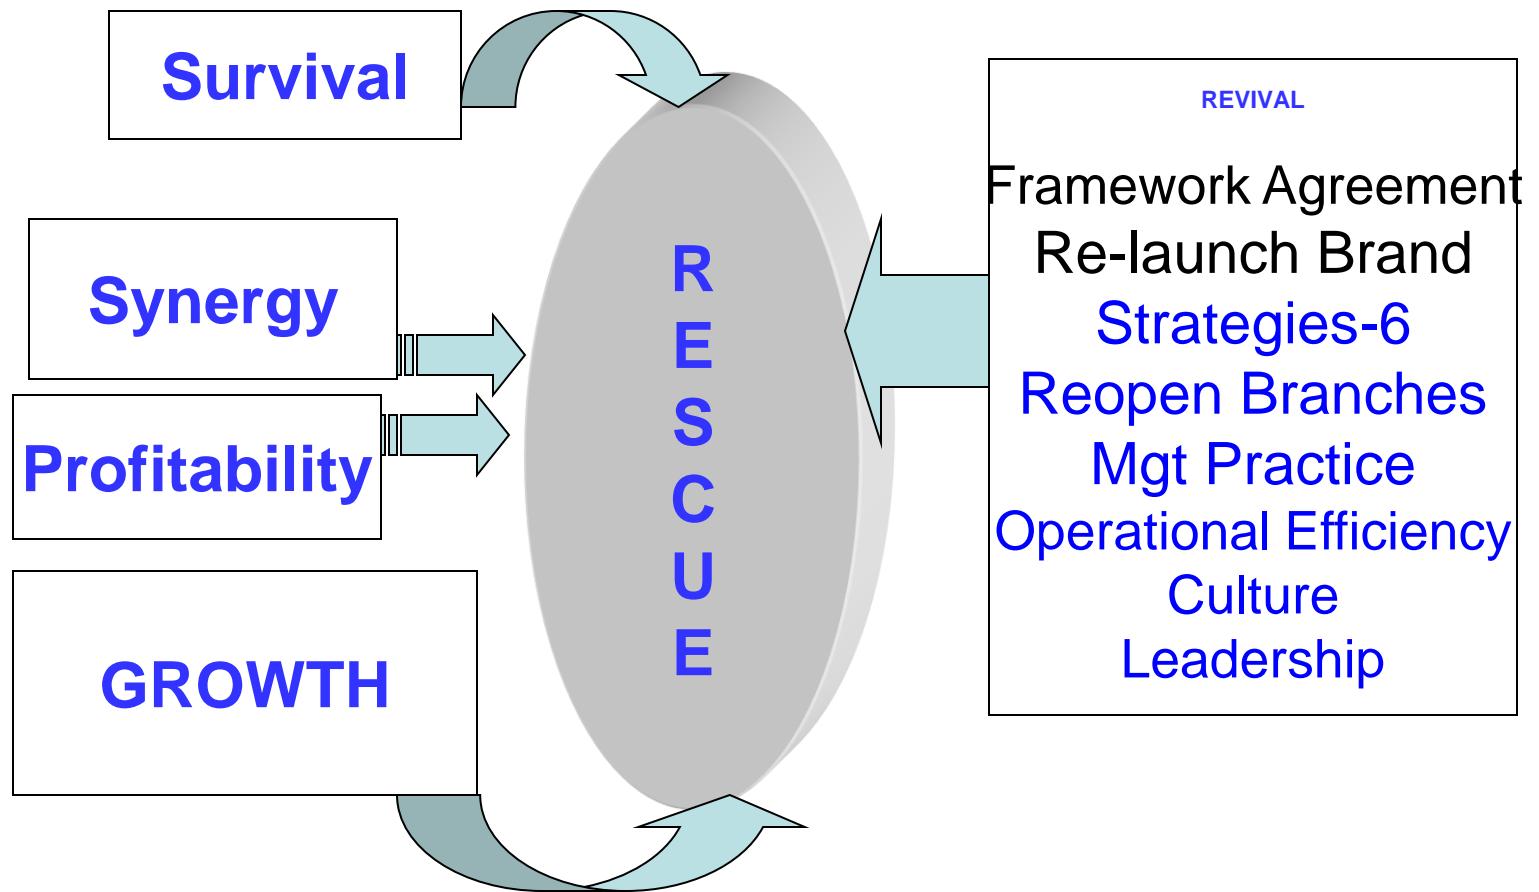 Survival
Synergy
Profitability
GROWTH
R
E
S
C
U
E
REVIVAL
Framework Agreement
Re-launch Brand
Strategies-6
Reopen Branches
Mgt Practice
Operational Efficiency
Culture
Leadership